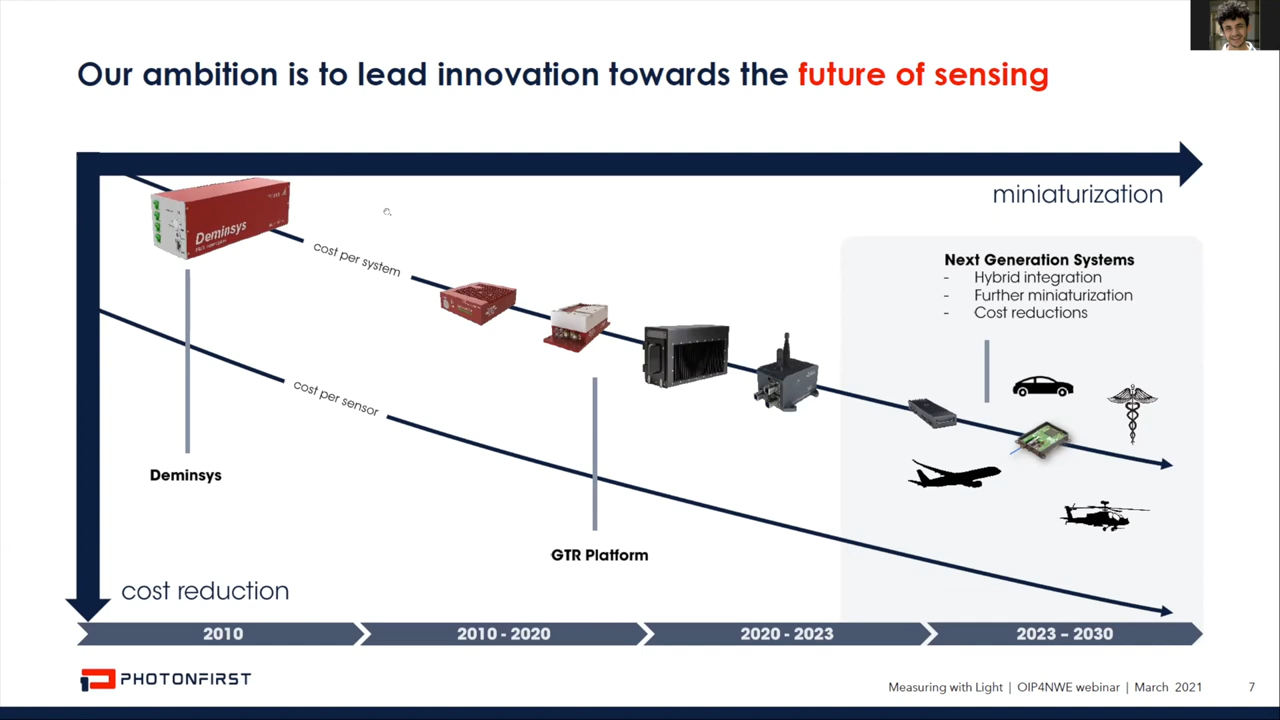 Our ambition is to lead innovation towards the future of sensing
miniaturization
Deminsys
cost per system
Next Generation Systems
- Hybrid integration
- Further miniaturization
- Cost reductions
cost per sensor
Deminsys
GTR Platform
cost reduction
2010
2010 - 2020
2020 - 2023
2023 – 2030
PHOTONFIRST
Measuring with Light | OIP4NWE webinar | March 2021 7